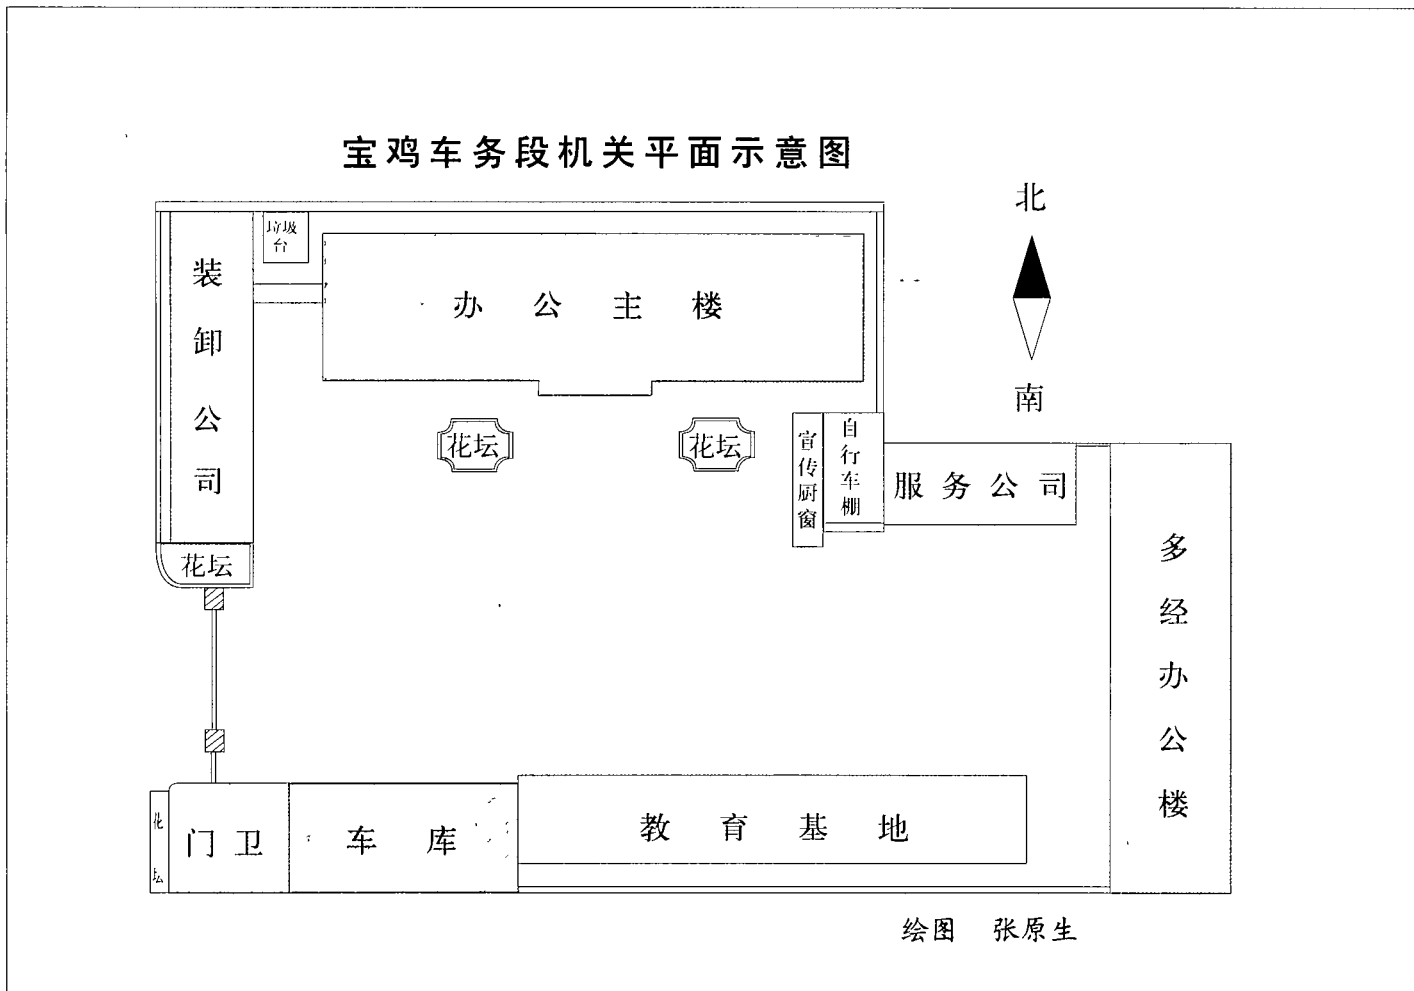 宝鸡车务段机关平面示意图
北
南
垃圾
台
装卸公司
办公主楼
花坛
花坛
宣传厨窗
自行车棚
服务公司
花坛
多经办公楼
花坛
门卫
车库
教育基地
绘图 张原生